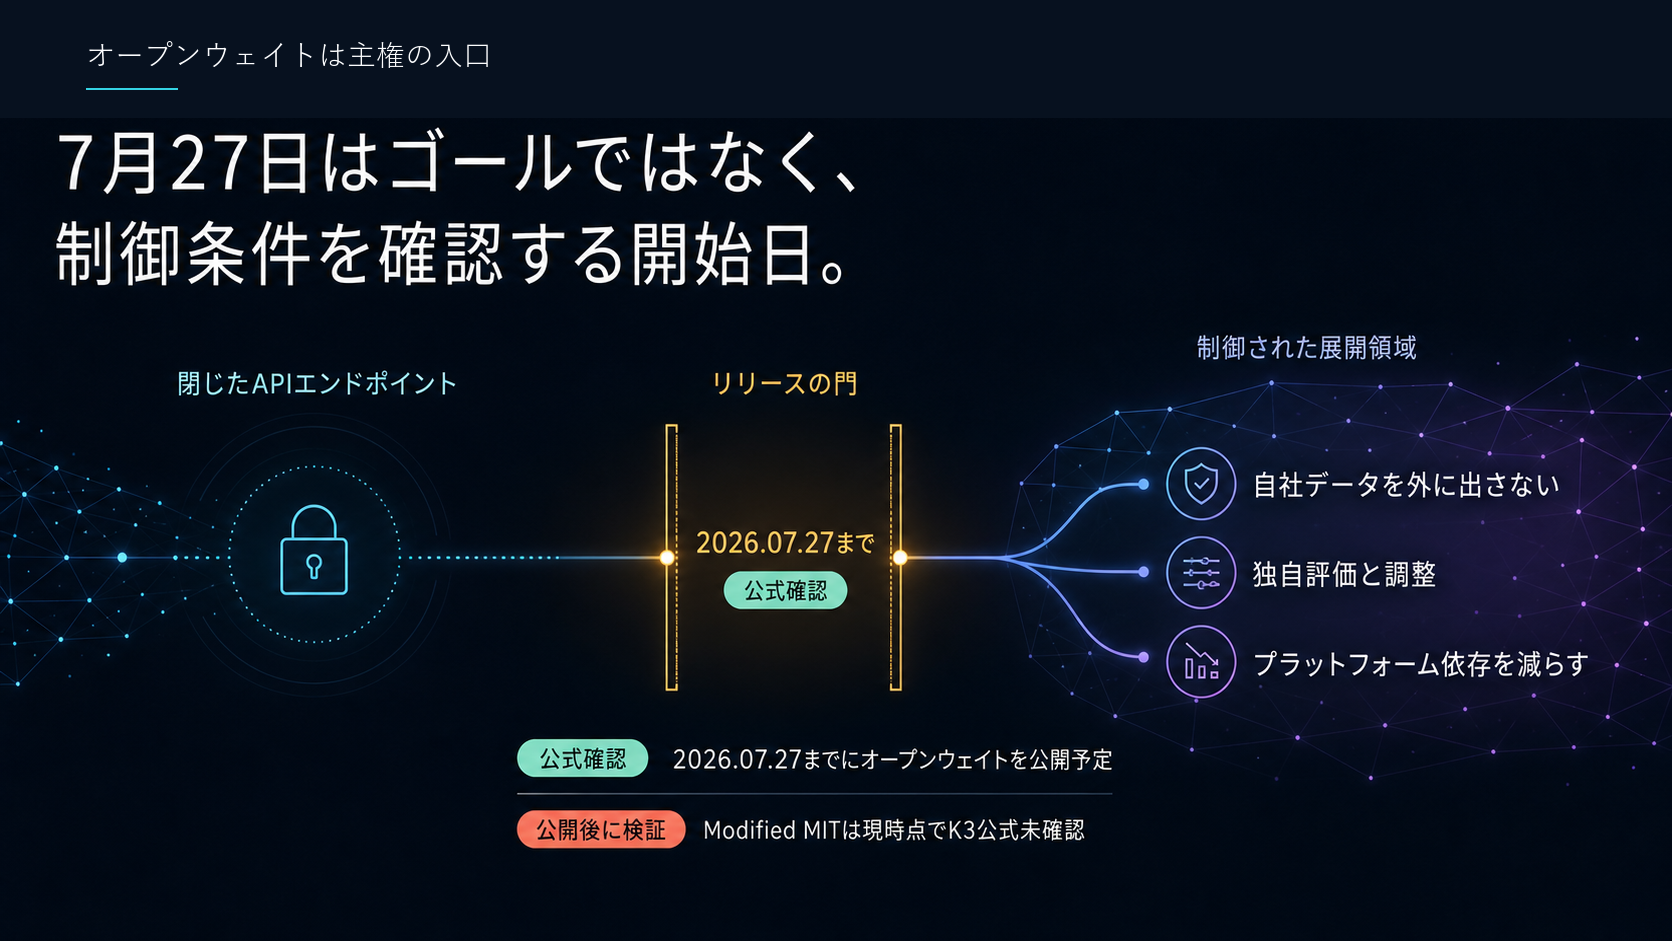 オープンウェイトは主権の入口
7月27日はゴールではなく、
制御条件を確認する開始日。
閉じたAPIエンドポイント
リリースの門
2026.07.27まで
公式確認
制御された展開領域
自社データを外に出さない
独自評価と調整
プラットフォーム依存を減らす
公式確認 2026.07.27までにオープンウェイトを公開予定
公開後に検証 Modified MITは現時点でK3公式未確認